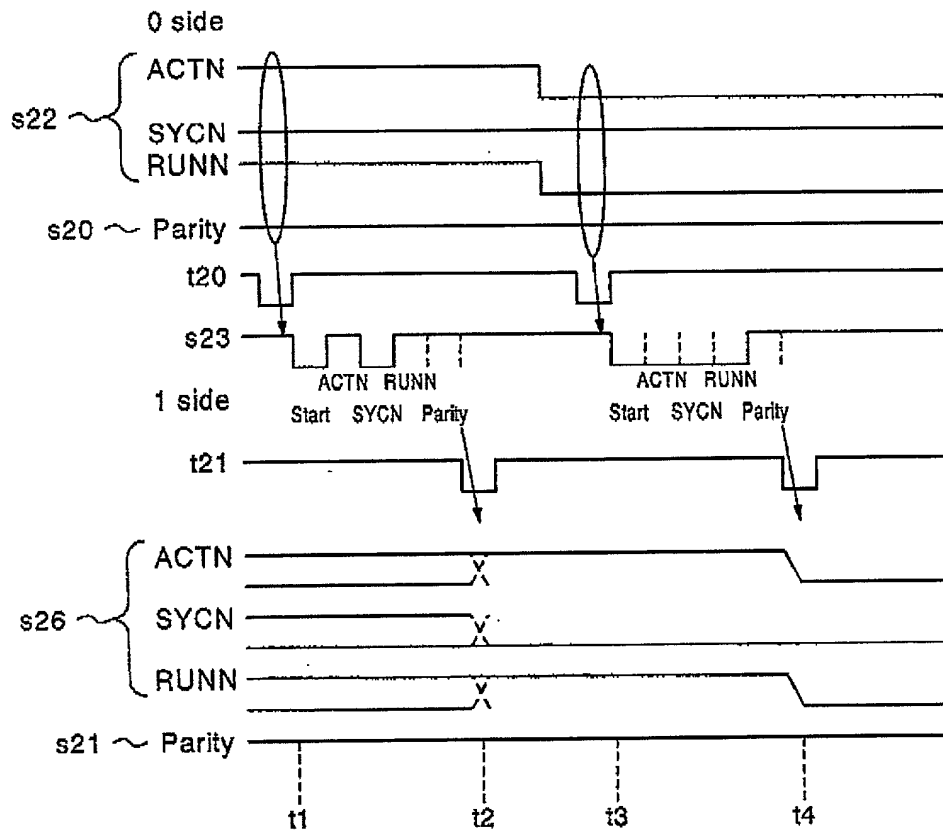 0 side
ACTN
s22
SYCN
RUNN
s20 ~ Parity
t20
s23
ACTN RUNN ACTN RUNN
1 side
Start SYCN Parity Start SYCN Parity
t21
ACTN
s26
SYCN
RUNN
s21 ~ Parity
t1 t2 t3 t4